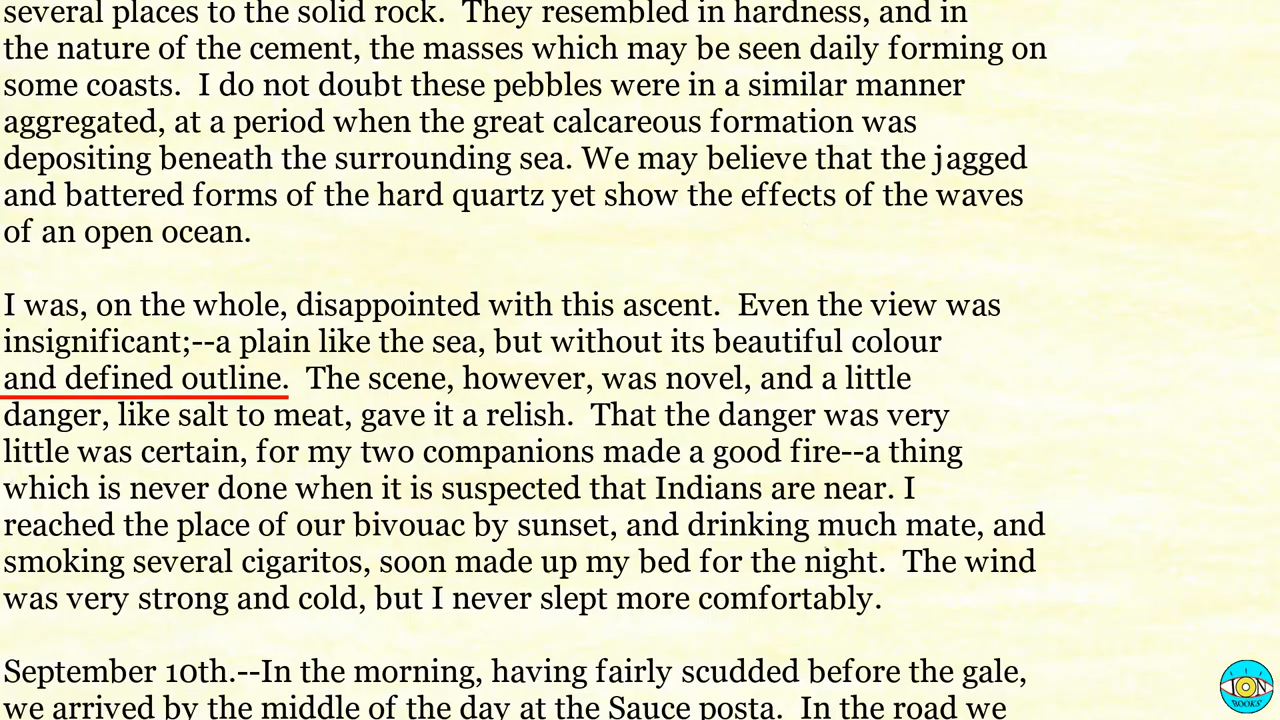 several places to the solid rock.  They resembled in hardness, and in
the nature of the cement, the masses which may be seen daily forming on
some coasts.  I do not doubt these pebbles were in a similar manner
aggregated, at a period when the great calcareous formation was
depositing beneath the surrounding sea. We may believe that the jagged
and battered forms of the hard quartz yet show the effects of the waves
of an open ocean.
I was, on the whole, disappointed with this ascent.  Even the view was
insignificant;--a plain like the sea, but without its beautiful colour
and defined outline.  The scene, however, was novel, and a little
danger, like salt to meat, gave it a relish.  That the danger was very
little was certain, for my two companions made a good fire--a thing
which is never done when it is suspected that Indians are near. I
reached the place of our bivouac by sunset, and drinking much mate, and
smoking several cigaritos, soon made up my bed for the night.  The wind
was very strong and cold, but I never slept more comfortably.
September 10th.--In the morning, having fairly scudded before the gale,
we arrived by the middle of the day at the Sauce posta.  In the road we
ION
BOOKS